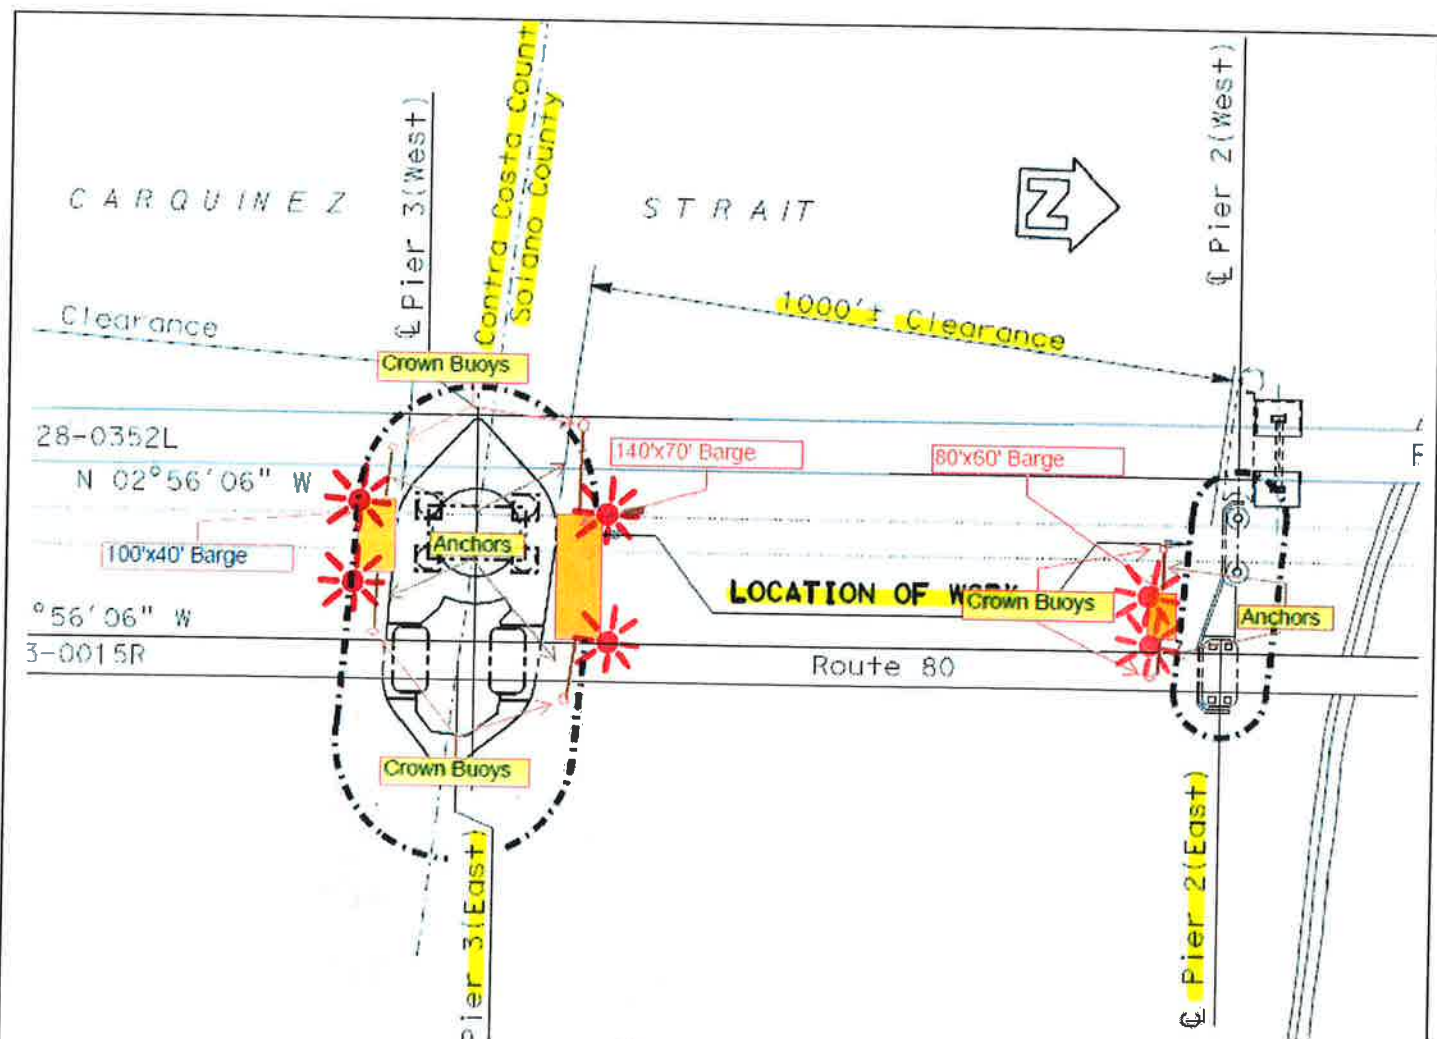 Contra Costa Count
Solano County
℄ Pier 3(West)
℄ Pier 2(West)
CARQUINEZ
STRAIT
N
Clearance
1000'± Clearance
Crown Buoys
28-0352L
N 02°56'06" W
140'x70' Barge
80'x60' Barge
100'x40' Barge
Anchors
LOCATION OF
Crown Buoys
Anchors
°56'06" W
3-0015R
Route 80
Crown Buoys
Pier 3(East)
℄ Pier 2(East)